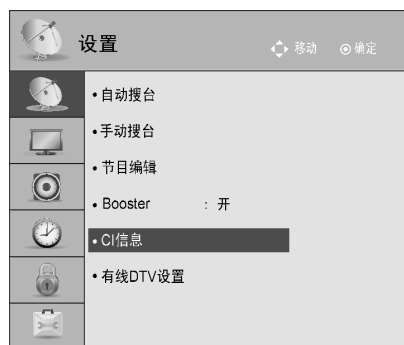 设置 移动 确定
• 自动搜台
• 手动搜台
• 节目编辑
• Booster : 开
• CI信息
• 有线DTV设置